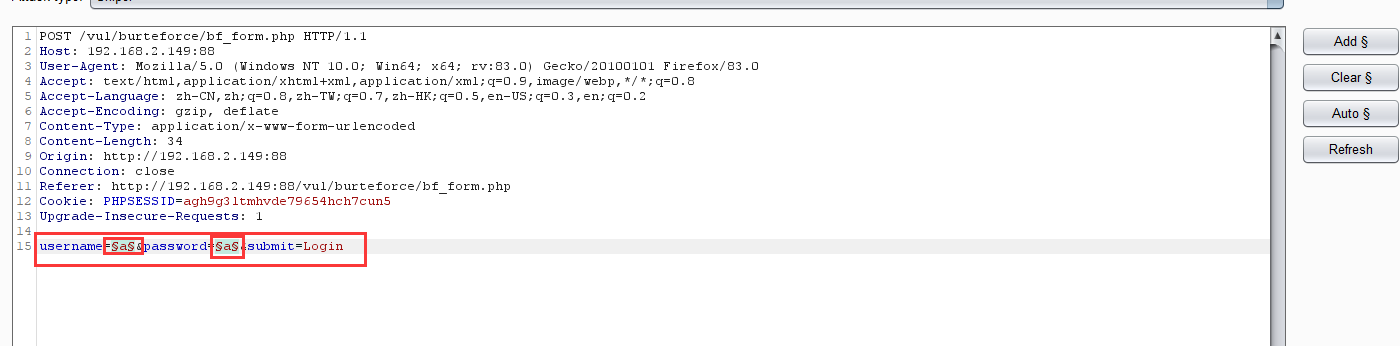 1 POST /vul/burteforce/bf_form.php HTTP/1.1
2 Host: 192.168.2.149:88
3 User-Agent: Mozilla/5.0 (Windows NT 10.0; Win64; x64; rv:83.0) Gecko/20100101 Firefox/83.0
4 Accept: text/html,application/xhtml+xml,application/xml;q=0.9,image/webp,*/*;q=0.8
5 Accept-Language: zh-CN,zh;q=0.8,zh-TW;q=0.7,zh-HK;q=0.5,en-US;q=0.3,en;q=0.2
6 Accept-Encoding: gzip, deflate
7 Content-Type: application/x-www-form-urlencoded
8 Content-Length: 34
9 Origin: http://192.168.2.149:88
10 Connection: close
11 Referer: http://192.168.2.149:88/vul/burteforce/bf_form.php
12 Cookie: PHPSESSID=agh9g3ltmhvde79654hch7cun5
13 Upgrade-Insecure-Requests: 1
14
15 username=§a§&password=§a§&submit=Login
Add §
Clear §
Auto §
Refresh